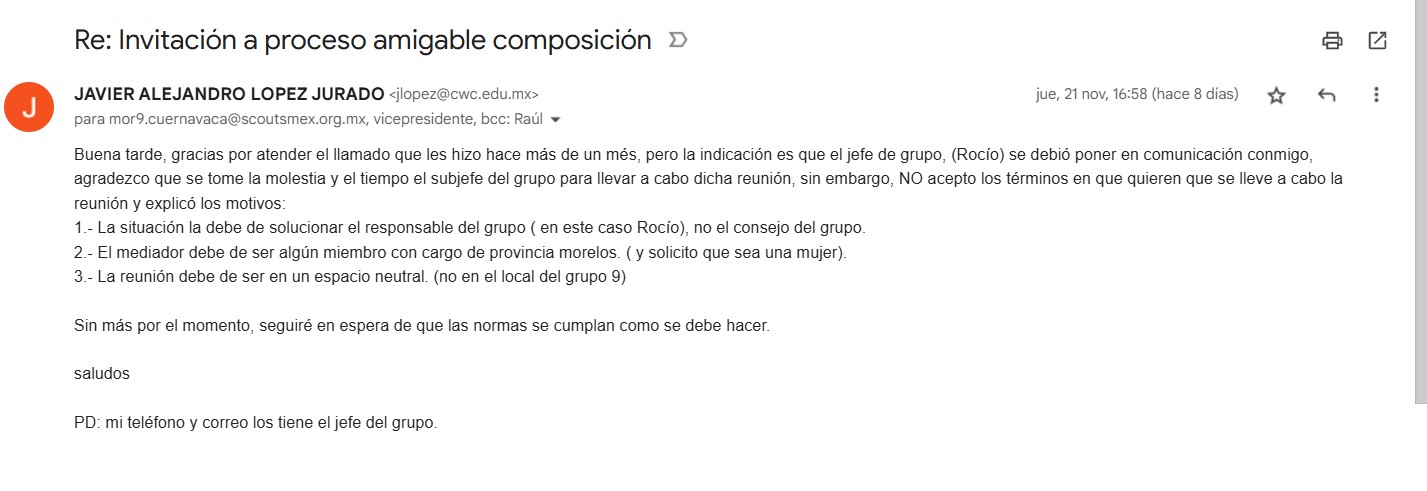 Re: Invitación a proceso amigable composición
J
JAVIER ALEJANDRO LOPEZ JURADO <jlopez@cwc.edu.mx>
jue, 21 nov, 16:58 (hace 8 días)
para mor9.cuernavaca@scoutsmex.org.mx, vicepresidente, bcc: Raúl
Buena tarde, gracias por atender el llamado que les hizo hace más de un més, pero la indicación es que el jefe de grupo, (Rocío) se debió poner en comunicación conmigo,
agradezco que se tome la molestia y el tiempo el subjefe del grupo para llevar a cabo dicha reunión, sin embargo, NO acepto los términos en que quieren que se lleve a cabo la
reunión y explicó los motivos:
1.- La situación la debe de solucionar el responsable del grupo ( en este caso Rocío), no el consejo del grupo.
2.- El mediador debe de ser algún miembro con cargo de provincia morelos. ( y solicito que sea una mujer).
3.- La reunión debe de ser en un espacio neutral. (no en el local del grupo 9)
Sin más por el momento, seguiré en espera de que las normas se cumplan como se debe hacer.
saludos
PD: mi teléfono y correo los tiene el jefe del grupo.